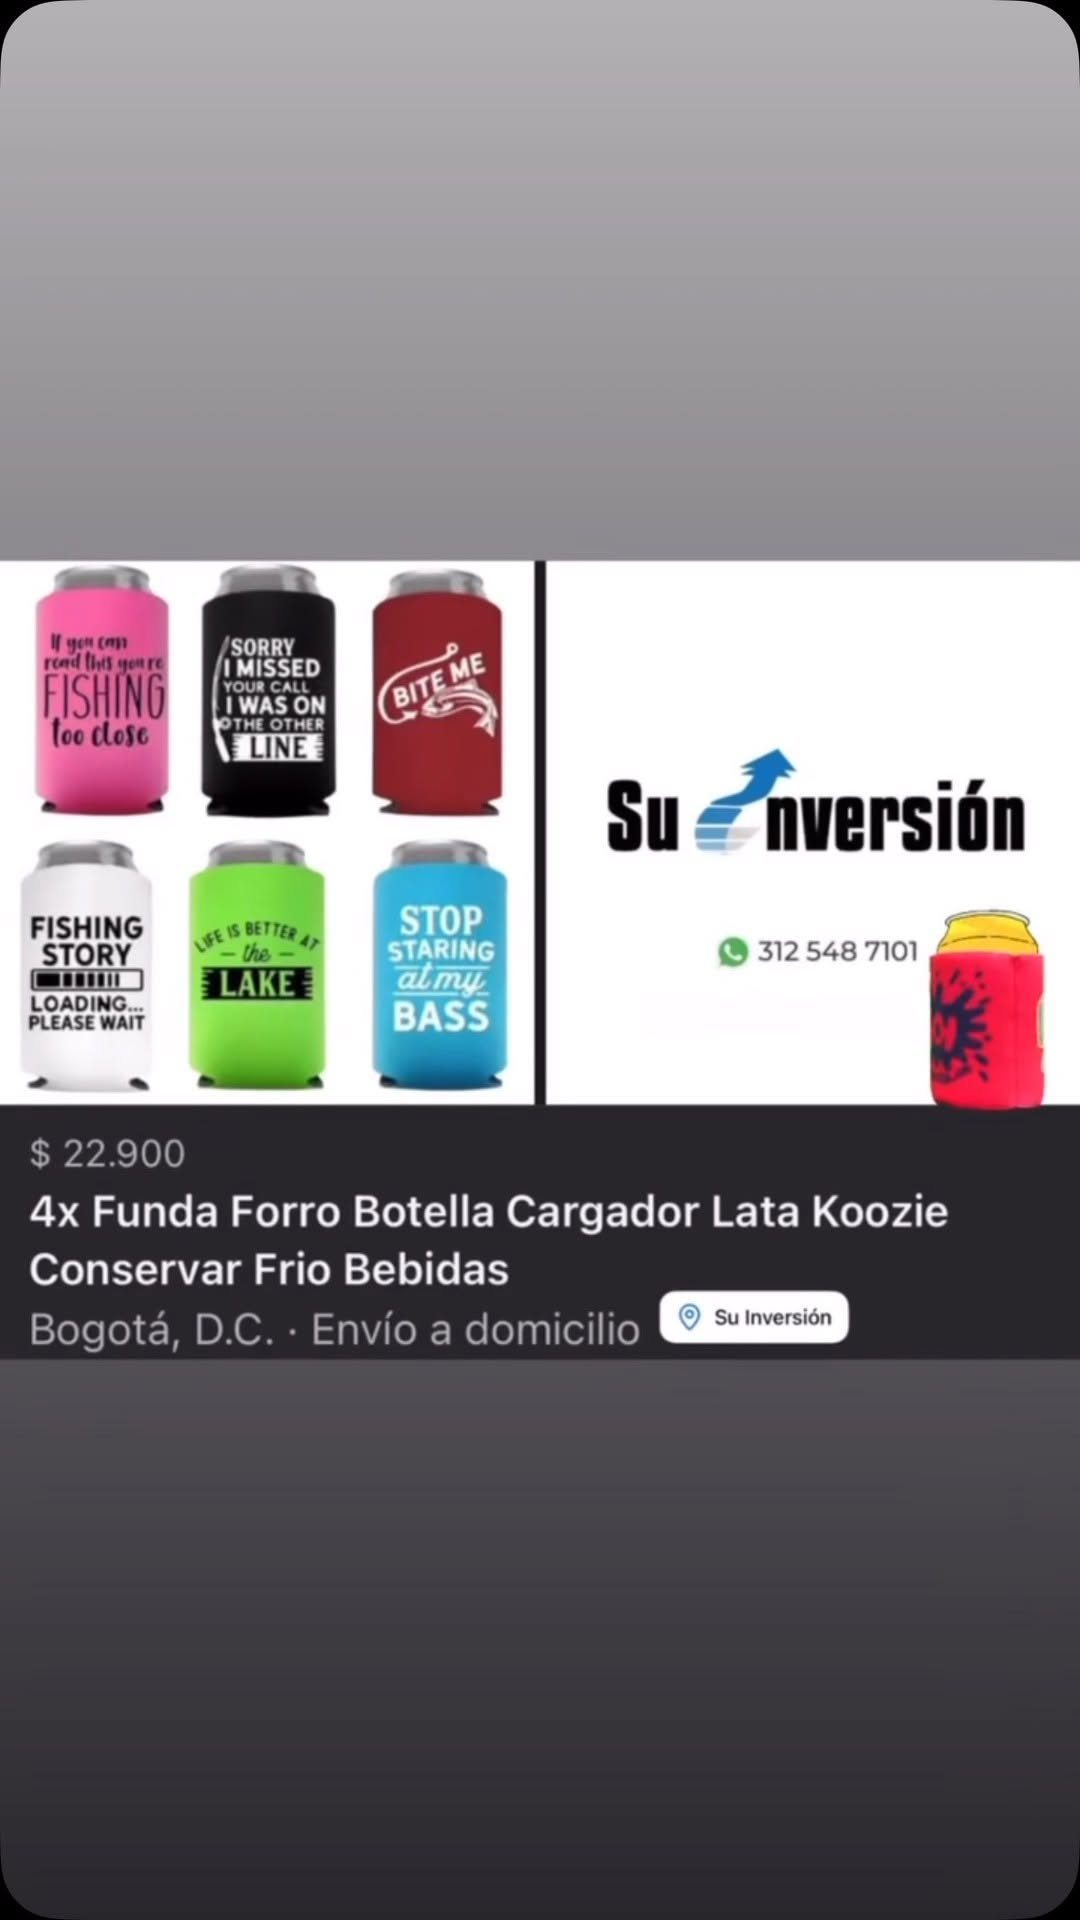 If you can
read this you're
FISHING
too close
SORRY
I MISSED
YOUR CALL
I WAS ON
THE OTHER
LINE
BITE ME
FISHING
STORY
LOADING...
PLEASE WAIT
LIFE IS BETTER AT
the
LAKE
STOP
STARING
at my
BASS
Su Inversión
312 548 7101
$ 22.900
4x Funda Forro Botella Cargador Lata Koozie
Conservar Frio Bebidas
Bogotá, D.C. · Envío a domicilio
Su Inversión